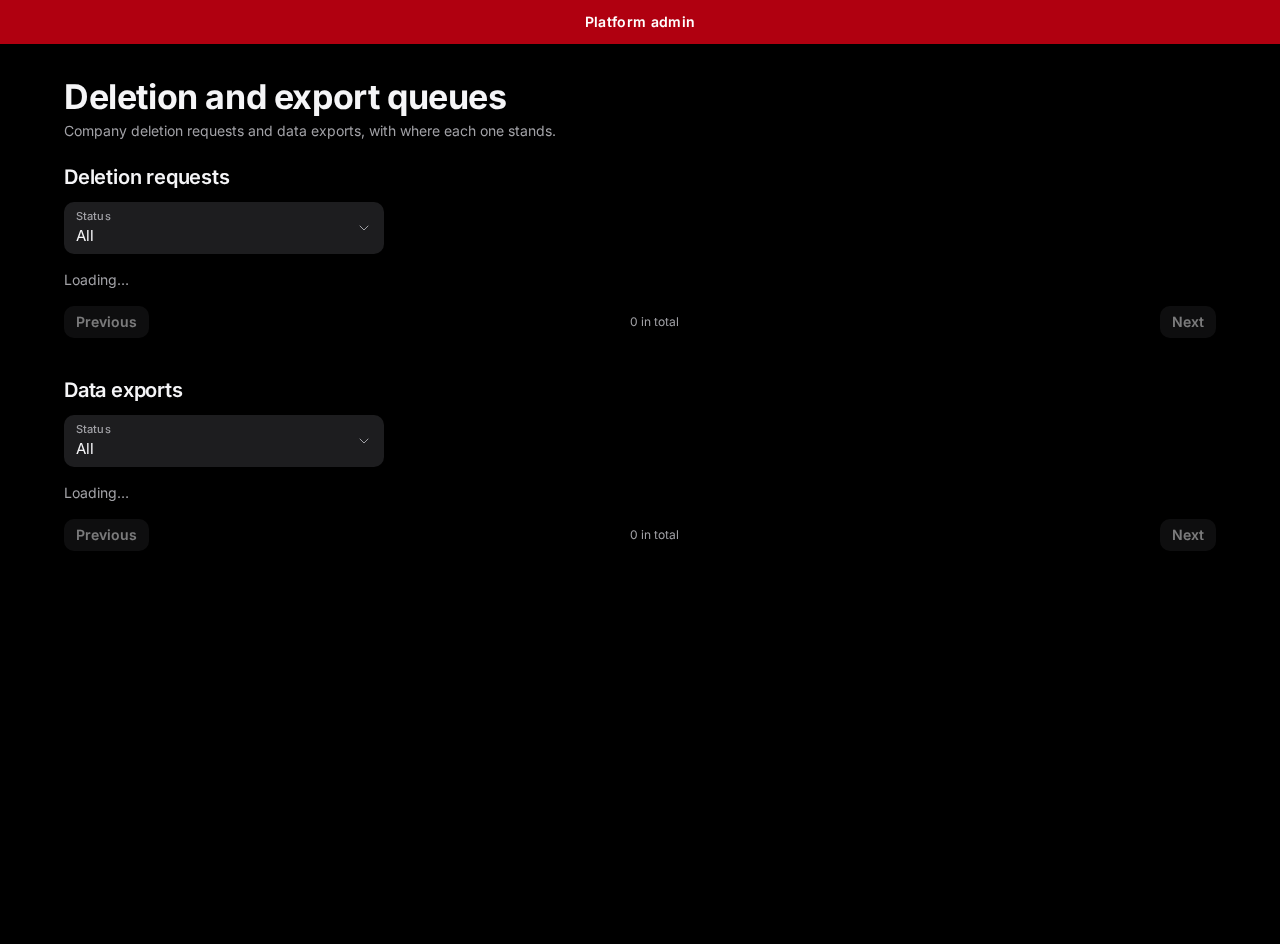 Platform admin
Deletion and export queues
Company deletion requests and data exports, with where each one stands.
Deletion requests
Status
All
Loading...
Previous
0 in total
Next
Data exports
Status
All
Loading...
Previous
0 in total
Next